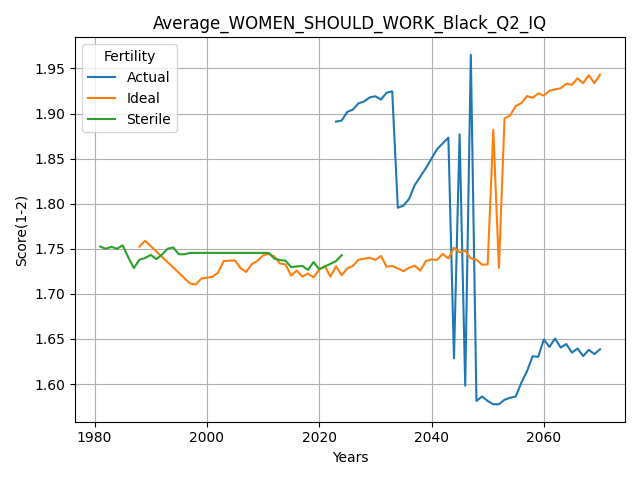 Average_WOMEN_SHOULD_WORK_Black_Q2_IQ
Fertility
Actual
Ideal
Sterile
Score(1-2)
1.95
1.90
1.85
1.80
1.75
1.70
1.65
1.60
1980
2000
2020
2040
2060
Years